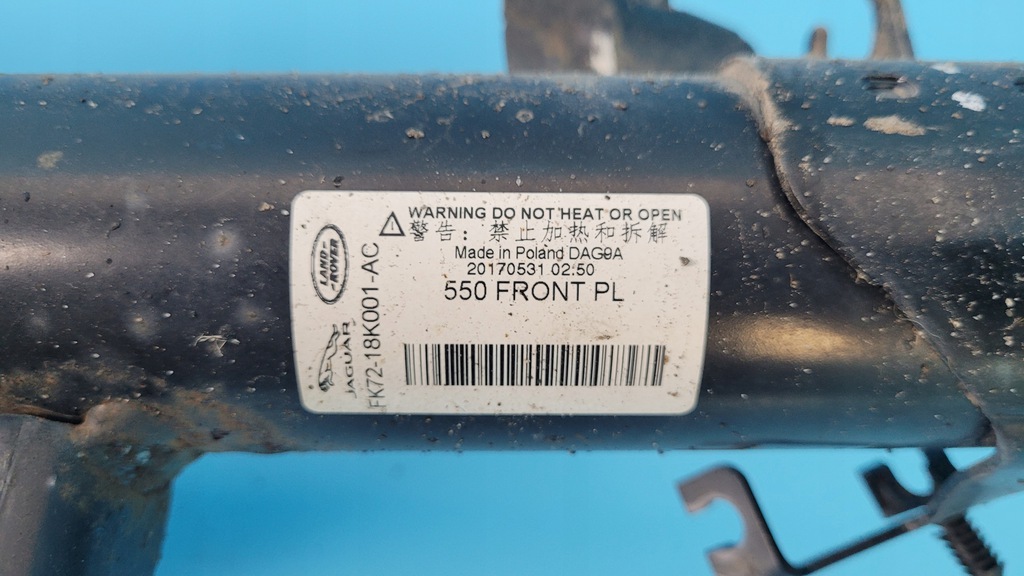 WARNING DO NOT HEAT OR OPEN
警告：禁止加热和拆解
Made in Poland DAG9A
20170531 02:50
550 FRONT PL
LAND-
-ROVER
JAGUAR
FK72-18K001-AC